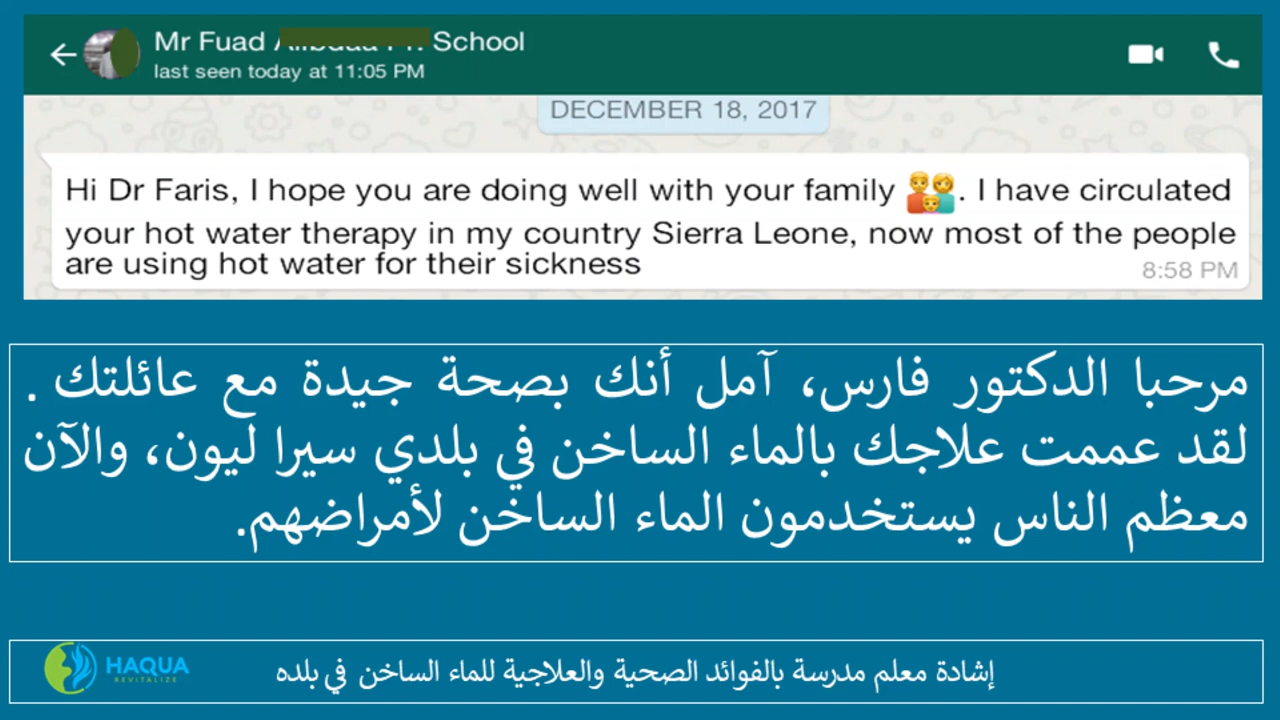 Mr Fuad School
last seen today at 11:05 PM
DECEMBER 18, 2017
Hi Dr Faris, I hope you are doing well with your family 👨‍👩‍👦. I have circulated
your hot water therapy in my country Sierra Leone, now most of the people
are using hot water for their sickness
8:58 PM
مرحبا الدكتور فارس، آمل أنك بصحة جيدة مع عائلتك .
لقد عممت علاجك بالماء الساخن في بلدي سيرا ليون، والآن
معظم الناس يستخدمون الماء الساخن لأمراضهم.
إشادة معلم مدرسة بالفوائد الصحية والعلاجية للماء الساخن في بلده
HAQUA
REVITALIZE